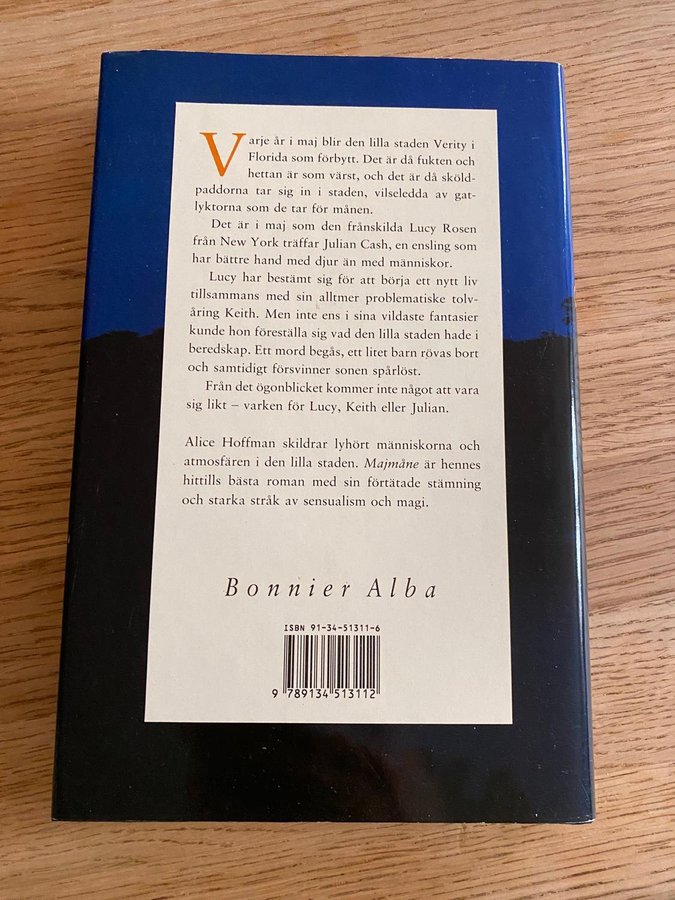 Varje år i maj blir den lilla staden Verity i
Florida som förbytt. Det är då fukten och
hettan är som värst, och det är då sköld-
paddorna tar sig in i staden, vilseledda av gat-
lyktorna som de tar för månen.
Det är i maj som den frånskilda Lucy Rosen
från New York träffar Julian Cash, en ensling som
har bättre hand med djur än med människor.
Lucy har bestämt sig för att börja ett nytt liv
tillsammans med sin alltmer problematiske tolv-
åring Keith. Men inte ens i sina vildaste fantasier
kunde hon föreställa sig vad den lilla staden hade i
beredskap. Ett mord begås, ett litet barn rövas bort
och samtidigt försvinner sonen spårlöst.
Från det ögonblicket kommer inte något att vara
sig likt – varken för Lucy, Keith eller Julian.
Alice Hoffman skildrar lyhört människorna och
atmosfären i den lilla staden. Majmåne är hennes
hittills bästa roman med sin förtätade stämning
och starka stråk av sensualism och magi.
Bonnier Alba
ISBN 91-34-51311-6
9 789134 513112